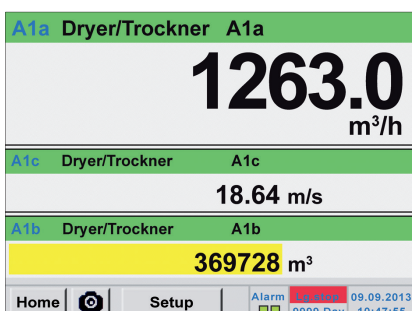 A1a Dryer/Trockner A1a
1263.0
m³/h
A1c Dryer/Trockner A1c
18.64 m/s
A1b Dryer/Trockner A1b
369728 m³
Home Setup Alarm 09.09.2013